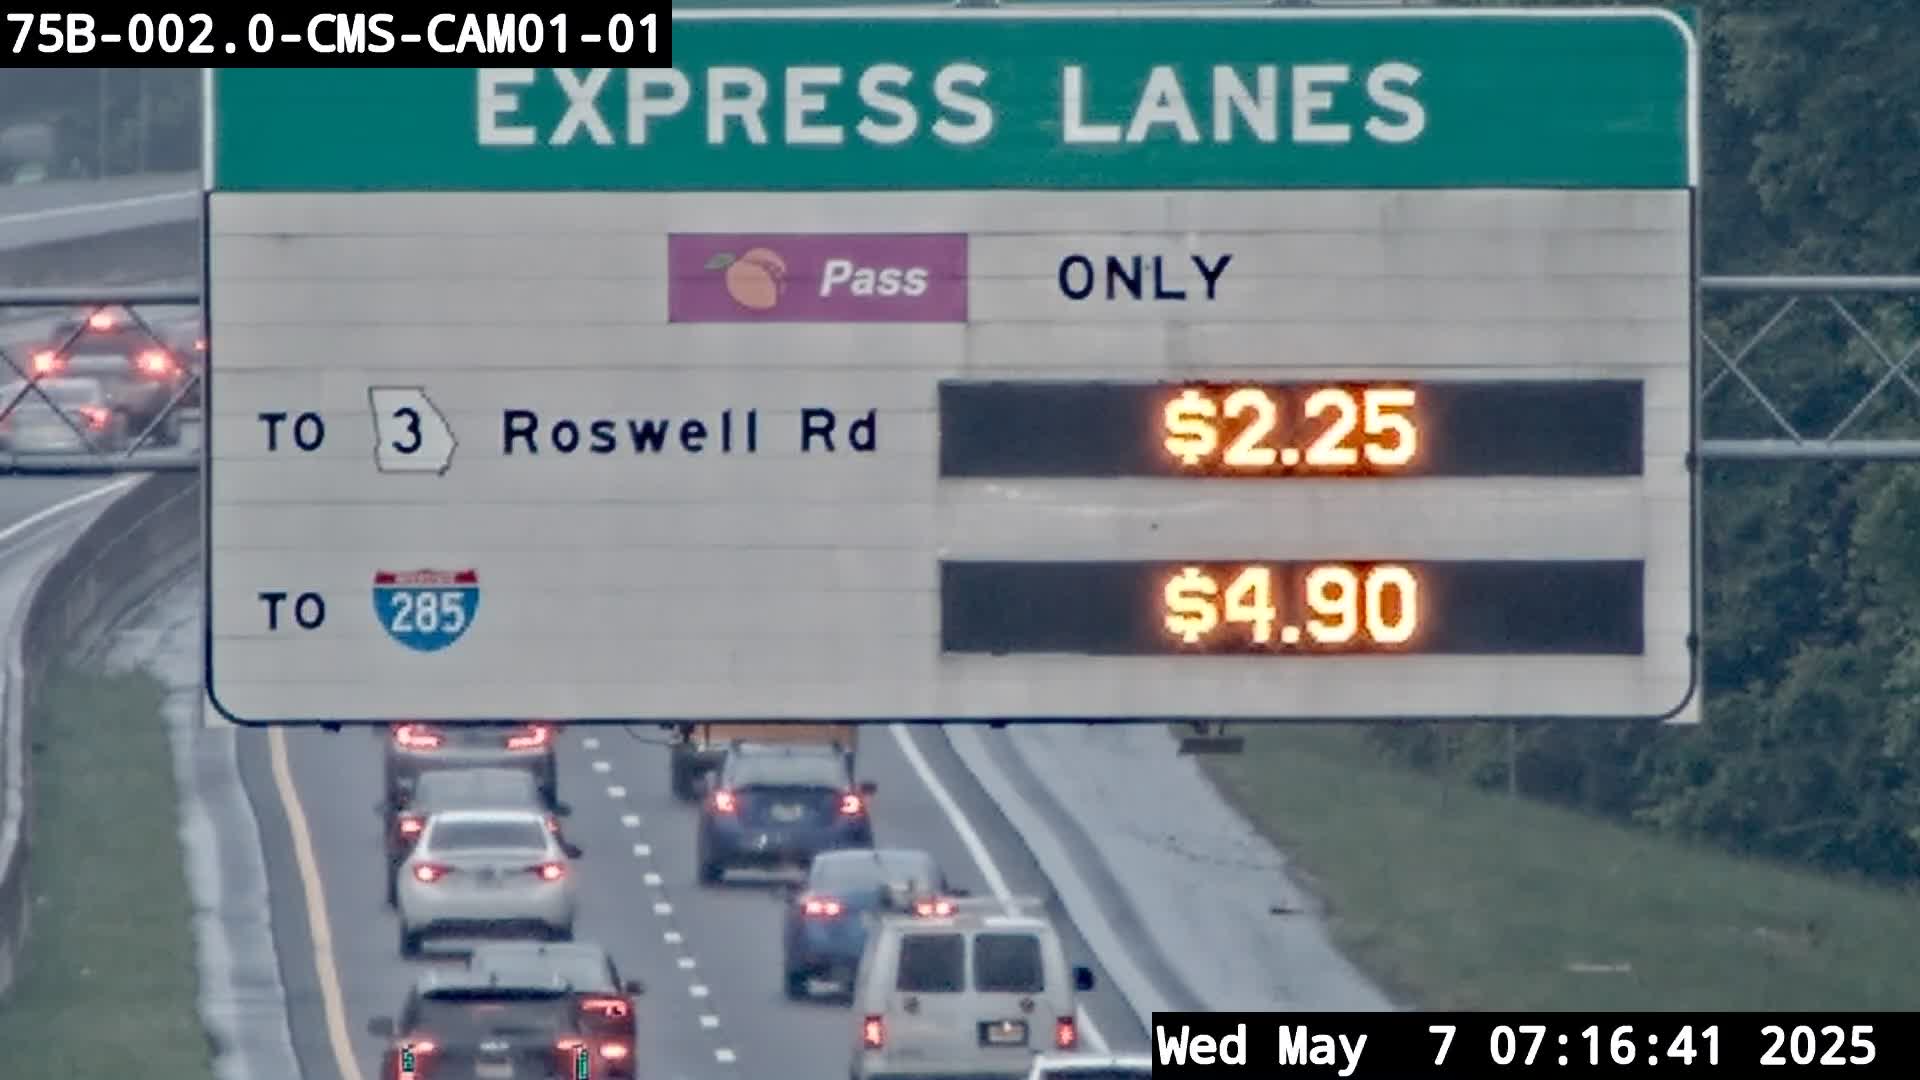 75B-002.0-CMS-CAM01-01
EXPRESS LANES
Pass ONLY
TO 3 Roswell Rd $2.25
TO 285 $4.90
Wed May 7 07:16:41 2025